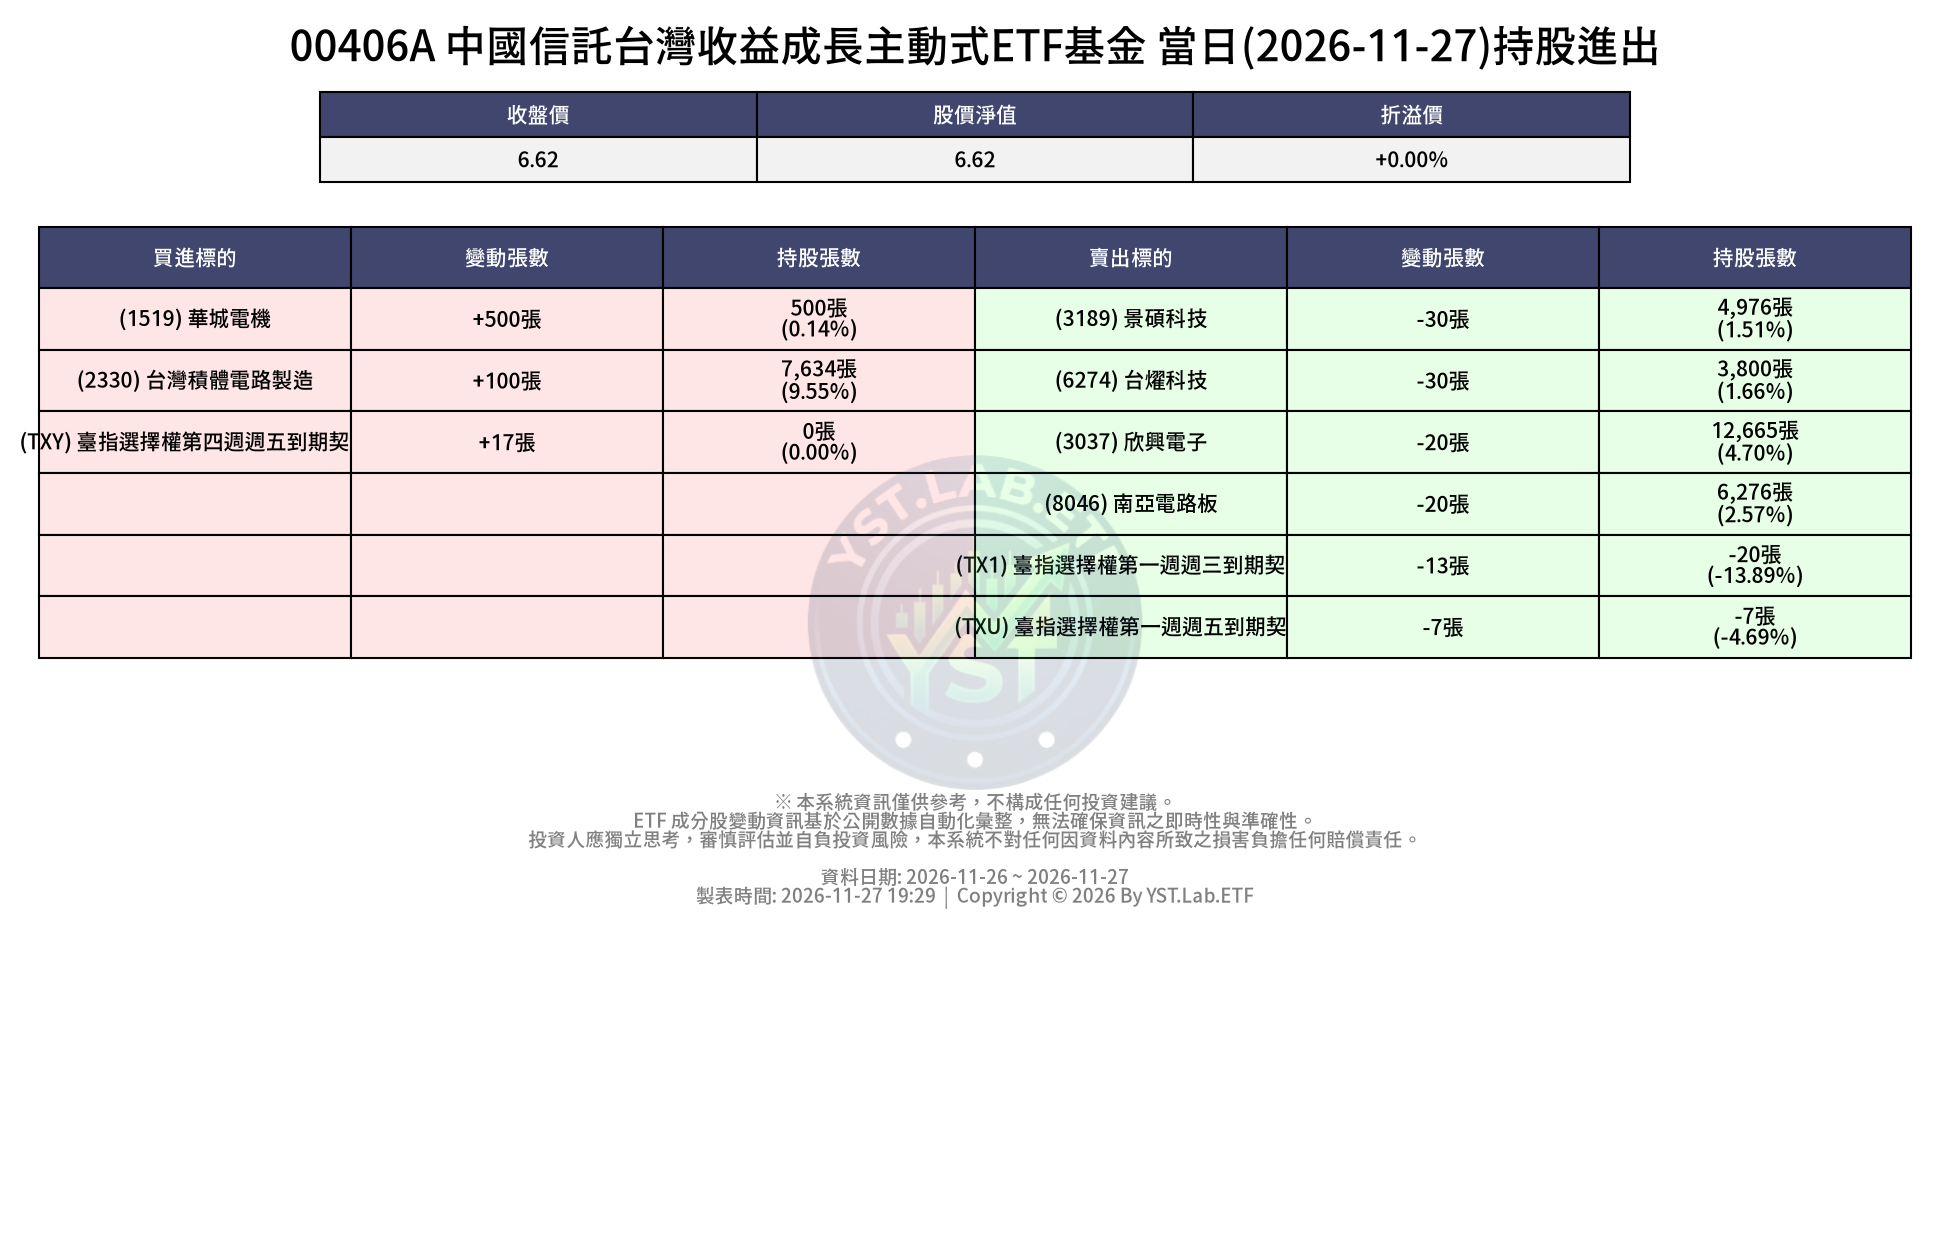 00406A 中國信託台灣收益成長主動式ETF基金 當日(2026-11-27)持股進出
收盤價 股價淨值 折溢價
6.62 6.62 +0.00%
買進標的 變動張數 持股張數 賣出標的 變動張數 持股張數
(1519) 華城電機 +500張 500張 (0.14%) (3189) 景碩科技 -30張 4,976張 (1.51%)
(2330) 台灣積體電路製造 +100張 7,634張 (9.55%) (6274) 台燿科技 -30張 3,800張 (1.66%)
(TXY) 臺指選擇權第四週週五到期契 +17張 0張 (0.00%) (3037) 欣興電子 -20張 12,665張 (4.70%)
(8046) 南亞電路板 -20張 6,276張 (2.57%)
(TX1) 臺指選擇權第一週週三到期契 -13張 -20張 (-13.89%)
(TXU) 臺指選擇權第一週週五到期契 -7張 -7張 (-4.69%)
YST.LAB.ETF
YST
※ 本系統資訊僅供參考，不構成任何投資建議。
ETF 成分股變動資訊基於公開數據自動化彙整，無法確保資訊之即時性與準確性。
投資人應獨立思考，審慎評估並自負投資風險，本系統不對任何因資料內容所致之損害負擔任何賠償責任。
資料日期: 2026-11-26 ~ 2026-11-27
製表時間: 2026-11-27 19:29｜Copyright © 2026 By YST.Lab.ETF